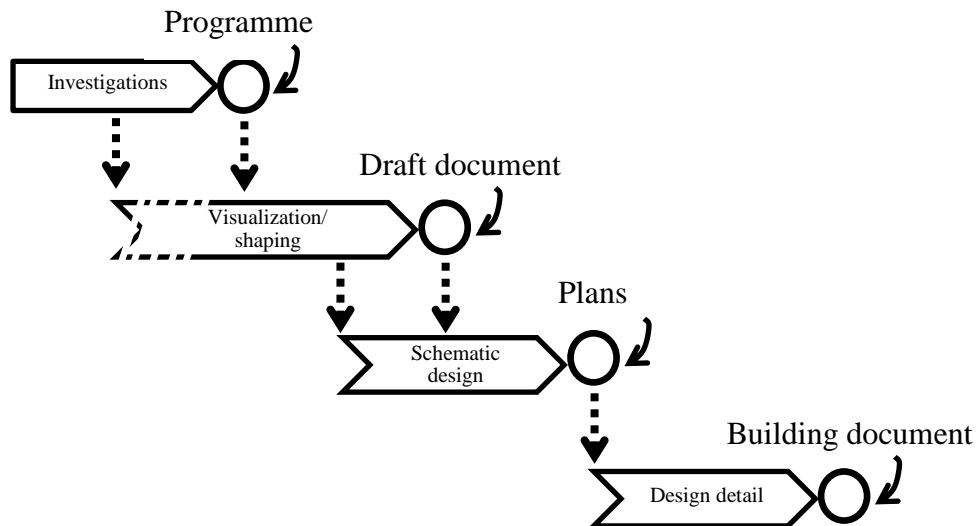 Programme
Investigations
Draft document
Visualization/
shaping
Plans
Schematic
design
Building document
Design detail